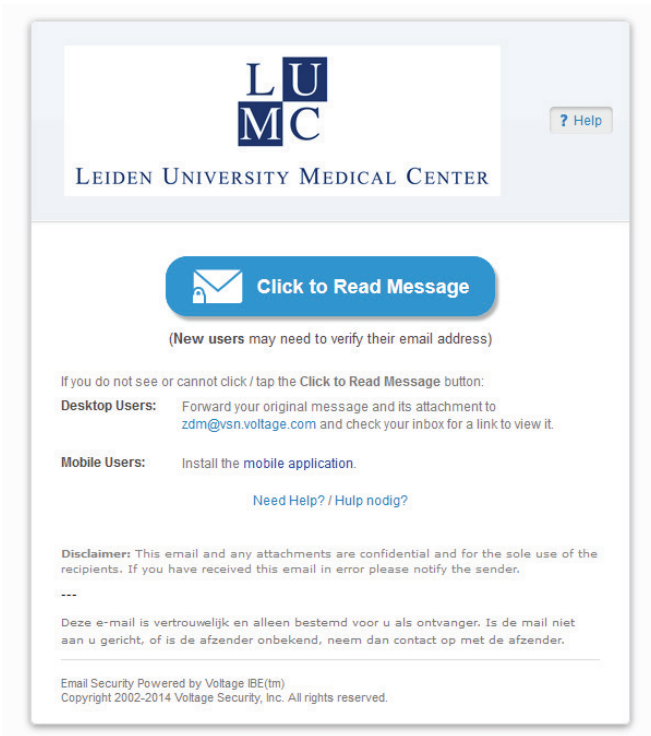 L U
M C
LEIDEN UNIVERSITY MEDICAL CENTER
? Help
Click to Read Message
(New users may need to verify their email address)
If you do not see or cannot click / tap the Click to Read Message button:
Desktop Users: Forward your original message and its attachment to
zdm@vsn.voltage.com and check your inbox for a link to view it.
Mobile Users: Install the mobile application.
Need Help? / Hulp nodig?
Disclaimer: This email and any attachments are confidential and for the sole use of the
recipients. If you have received this email in error please notify the sender.
---
Deze e-mail is vertrouwelijk en alleen bestemd voor u als ontvanger. Is de mail niet
aan u gericht, of is de afzender onbekend, neem dan contact op met de afzender.
Email Security Powered by Voltage IBE(tm)
Copyright 2002-2014 Voltage Security, Inc. All rights reserved.